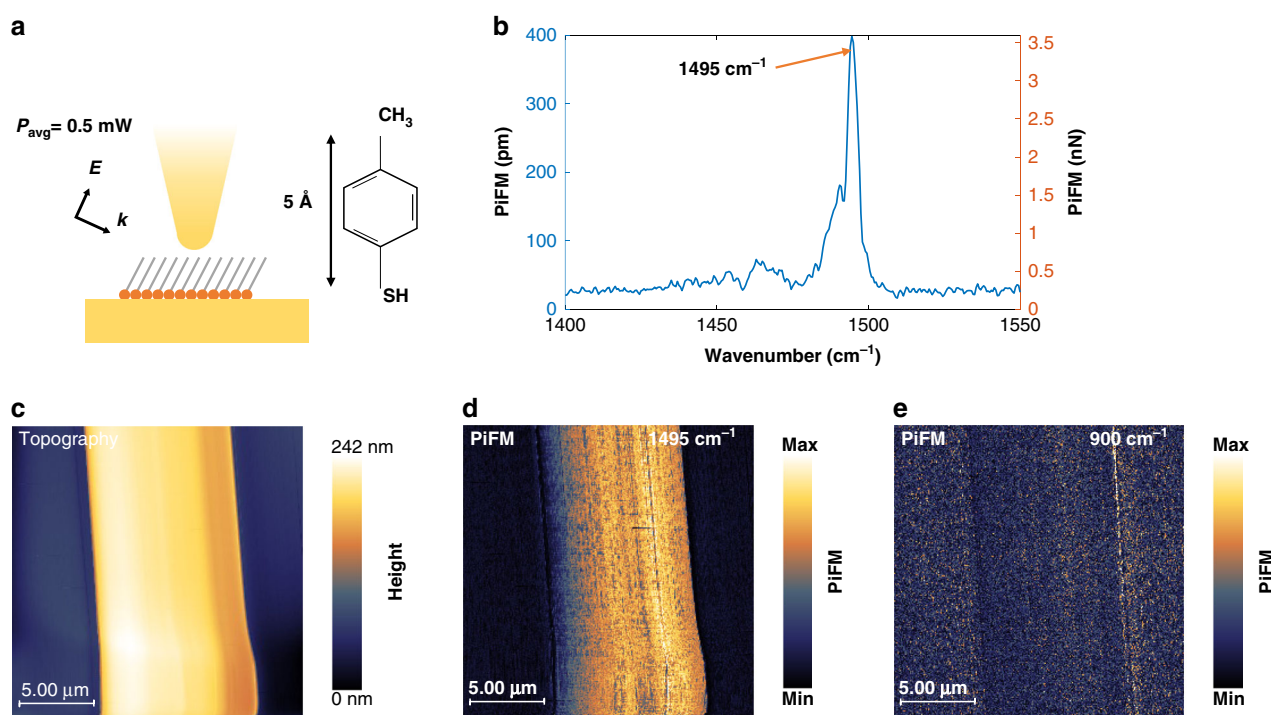 a
P_avg= 0.5 mW
E
k
5 Å
CH₃
SH
b
400
300
200
100
0
PiFM (pm)
1495 cm⁻¹
3.5
3
2.5
2
1.5
1
0.5
0
PiFM (nN)
1400
1450
1500
1550
Wavenumber (cm⁻¹)
c
Topography
5.00 μm
242 nm
Height
0 nm
d
PiFM
1495 cm⁻¹
5.00 μm
Max
PiFM
Min
e
PiFM
900 cm⁻¹
5.00 μm
Max
PiFM
Min